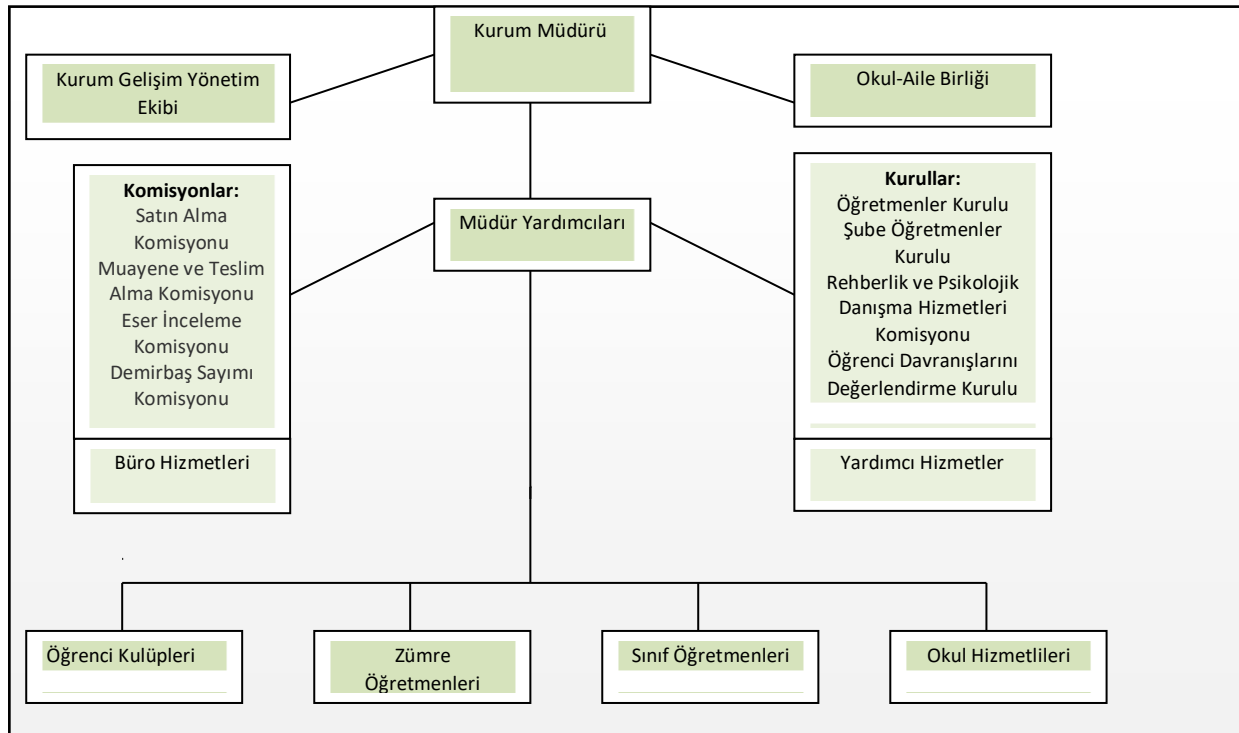 Kurum Müdürü
Kurum Gelişim Yönetim
Ekibi
Okul-Aile Birliği
Komisyonlar:
Satın Alma
Komisyonu
Muayene ve Teslim
Alma Komisyonu
Eser İnceleme
Komisyonu
Demirbaş Sayımı
Komisyonu
Müdür Yardımcıları
Kurullar:
Öğretmenler Kurulu
Şube Öğretmenler
Kurulu
Rehberlik ve Psikolojik
Danışma Hizmetleri
Komisyonu
Öğrenci Davranışlarını
Değerlendirme Kurulu
Büro Hizmetleri
Yardımcı Hizmetler
Öğrenci Kulüpleri
Zümre
Öğretmenleri
Sınıf Öğretmenleri
Okul Hizmetlileri